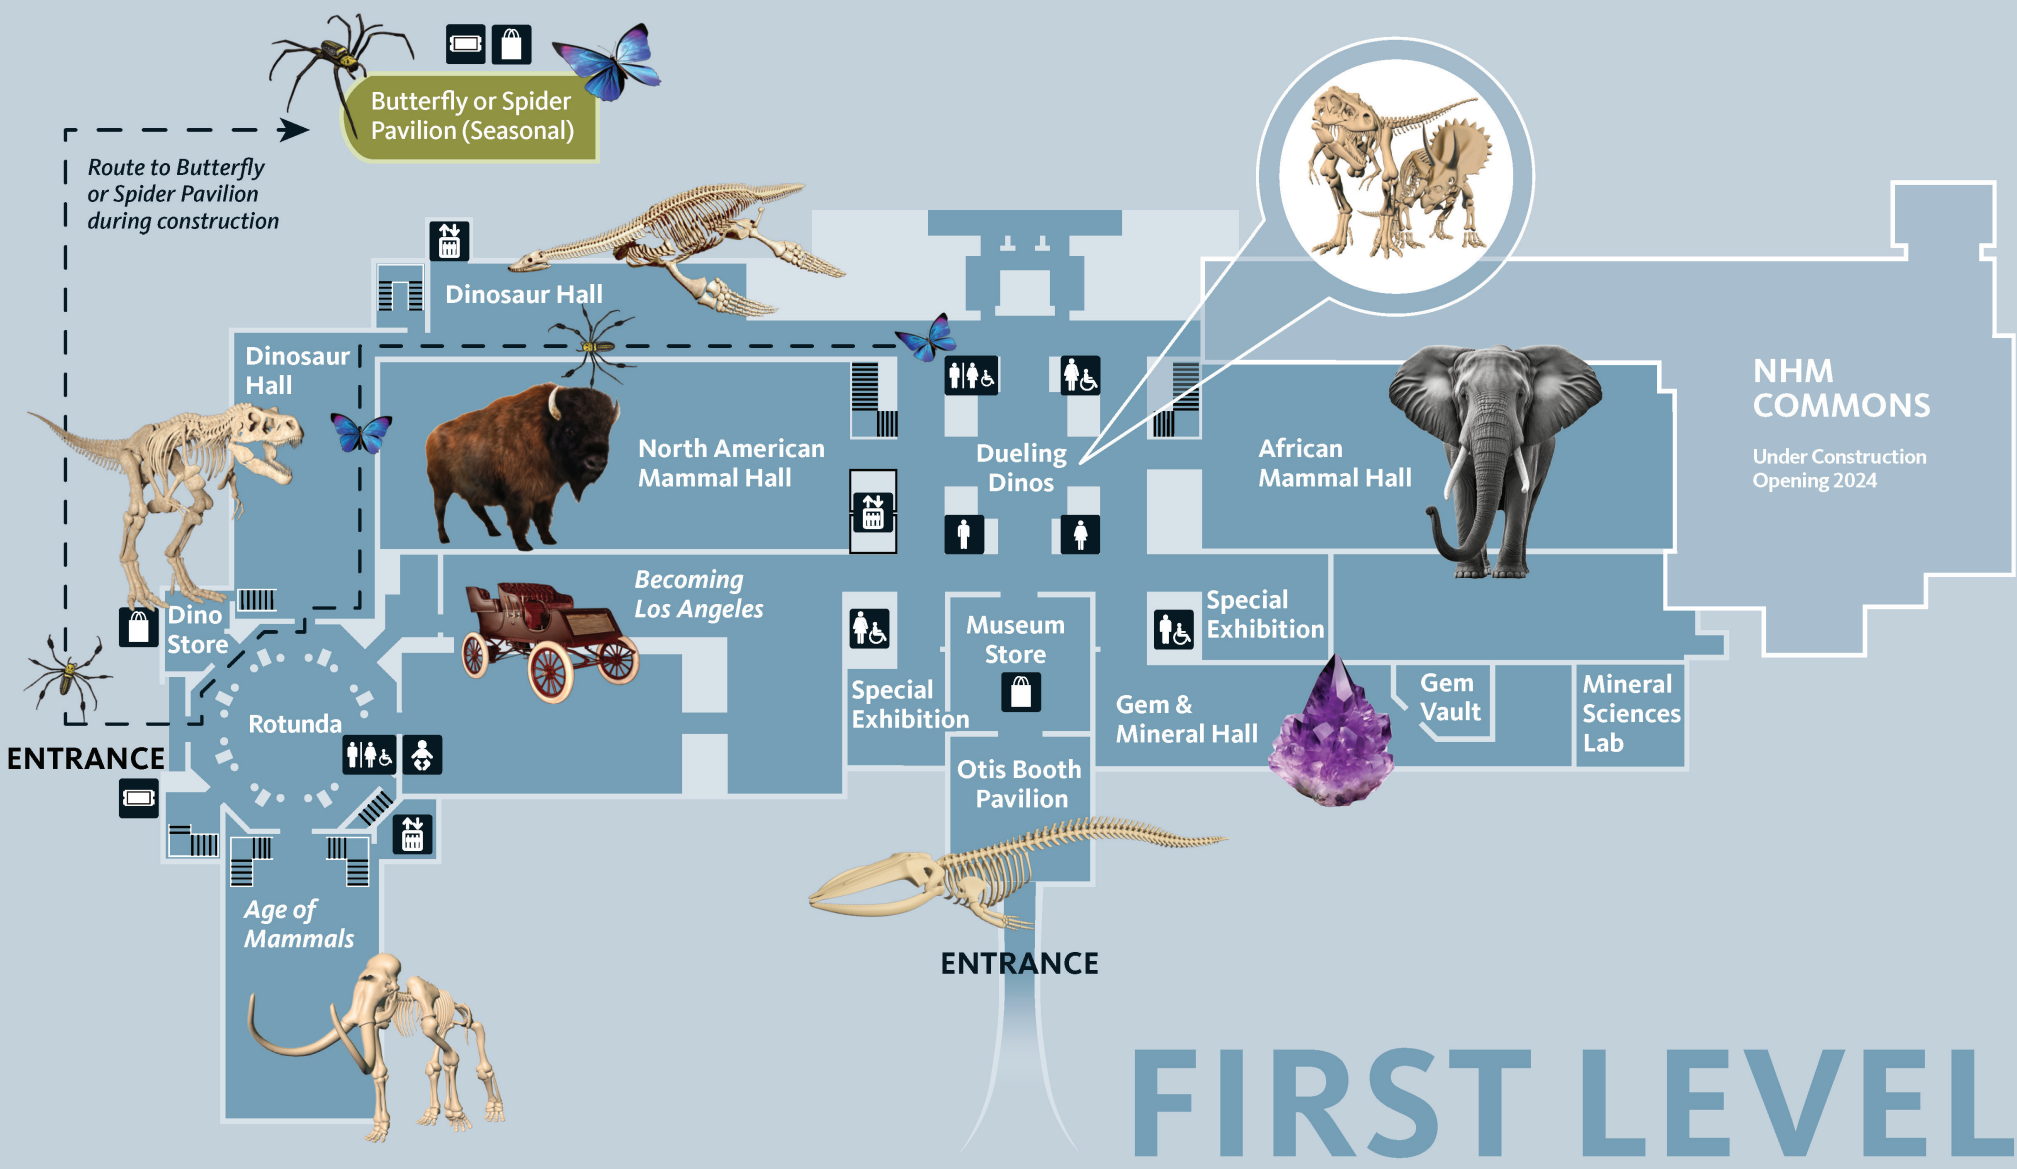 Butterfly or Spider
Pavilion (Seasonal)
Route to Butterfly
or Spider Pavilion
during construction
Dinosaur Hall
Dinosaur
Hall
North American
Mammal Hall
Dueling
Dinos
African
Mammal Hall
NHM
COMMONS
Under Construction
Opening 2024
Becoming
Los Angeles
Dino
Store
Museum
Store
Special
Exhibition
Special
Exhibition
Gem &
Mineral Hall
Gem
Vault
Mineral
Sciences
Lab
Rotunda
ENTRANCE
Otis Booth
Pavilion
Age of
Mammals
ENTRANCE
FIRST LEVEL